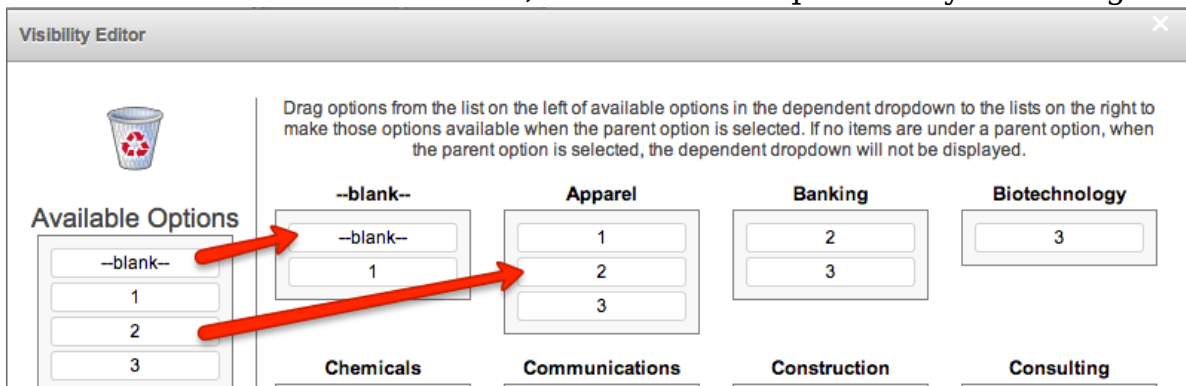 Visibility Editor
Drag options from the list on the left of available options in the dependent dropdown to the lists on the right to
make those options available when the parent option is selected. If no items are under a parent option, when
the parent option is selected, the dependent dropdown will not be displayed.
Available Options
--blank--
1
2
3
--blank--
--blank--
1
Apparel
1
2
3
Banking
2
3
Biotechnology
3
Chemicals
Communications
Construction
Consulting